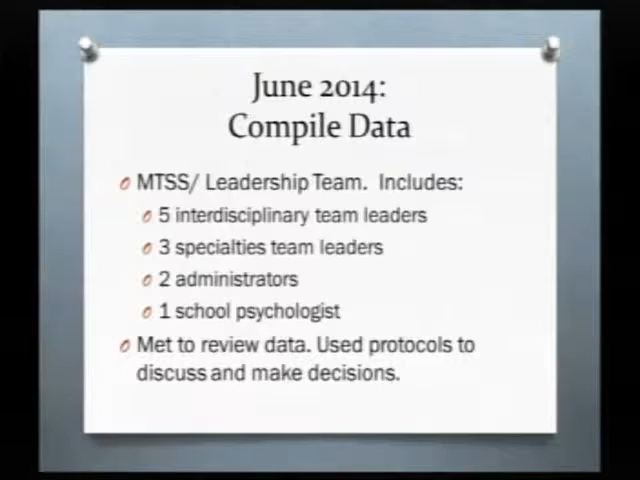 June 2014:
Compile Data
MTSS/ Leadership Team. Includes:
5 interdisciplinary team leaders
3 specialties team leaders
2 administrators
1 school psychologist
Met to review data. Used protocols to
discuss and make decisions.